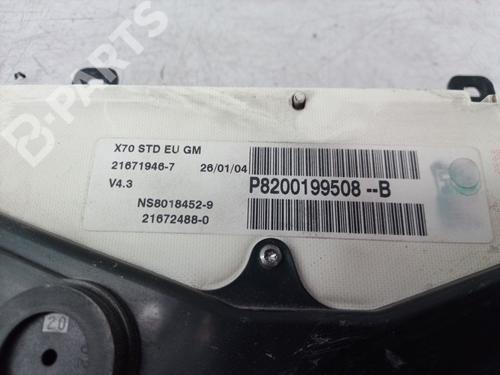 B-PARTS
X70 STD EU GM
21671946-7 26/01/04
V4.3 P8200199508--B
NS8018452-9
21672488-0
20